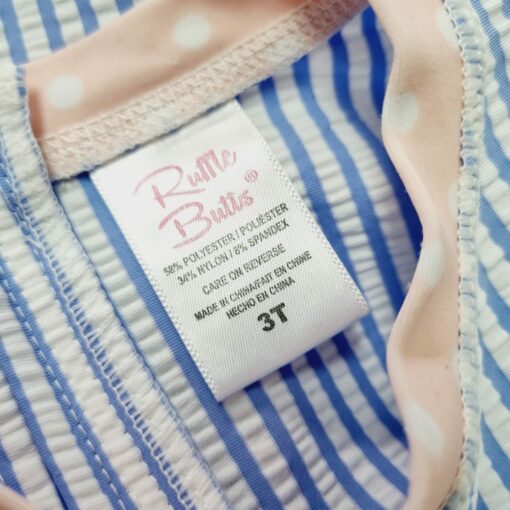 Ruffle
Butts®
58% POLYESTER / POLIÉSTER
34% NYLON / 8% SPANDEX
CARE ON REVERSE
MADE IN CHINA/FAIT EN CHINE
HECHO EN CHINA
3T